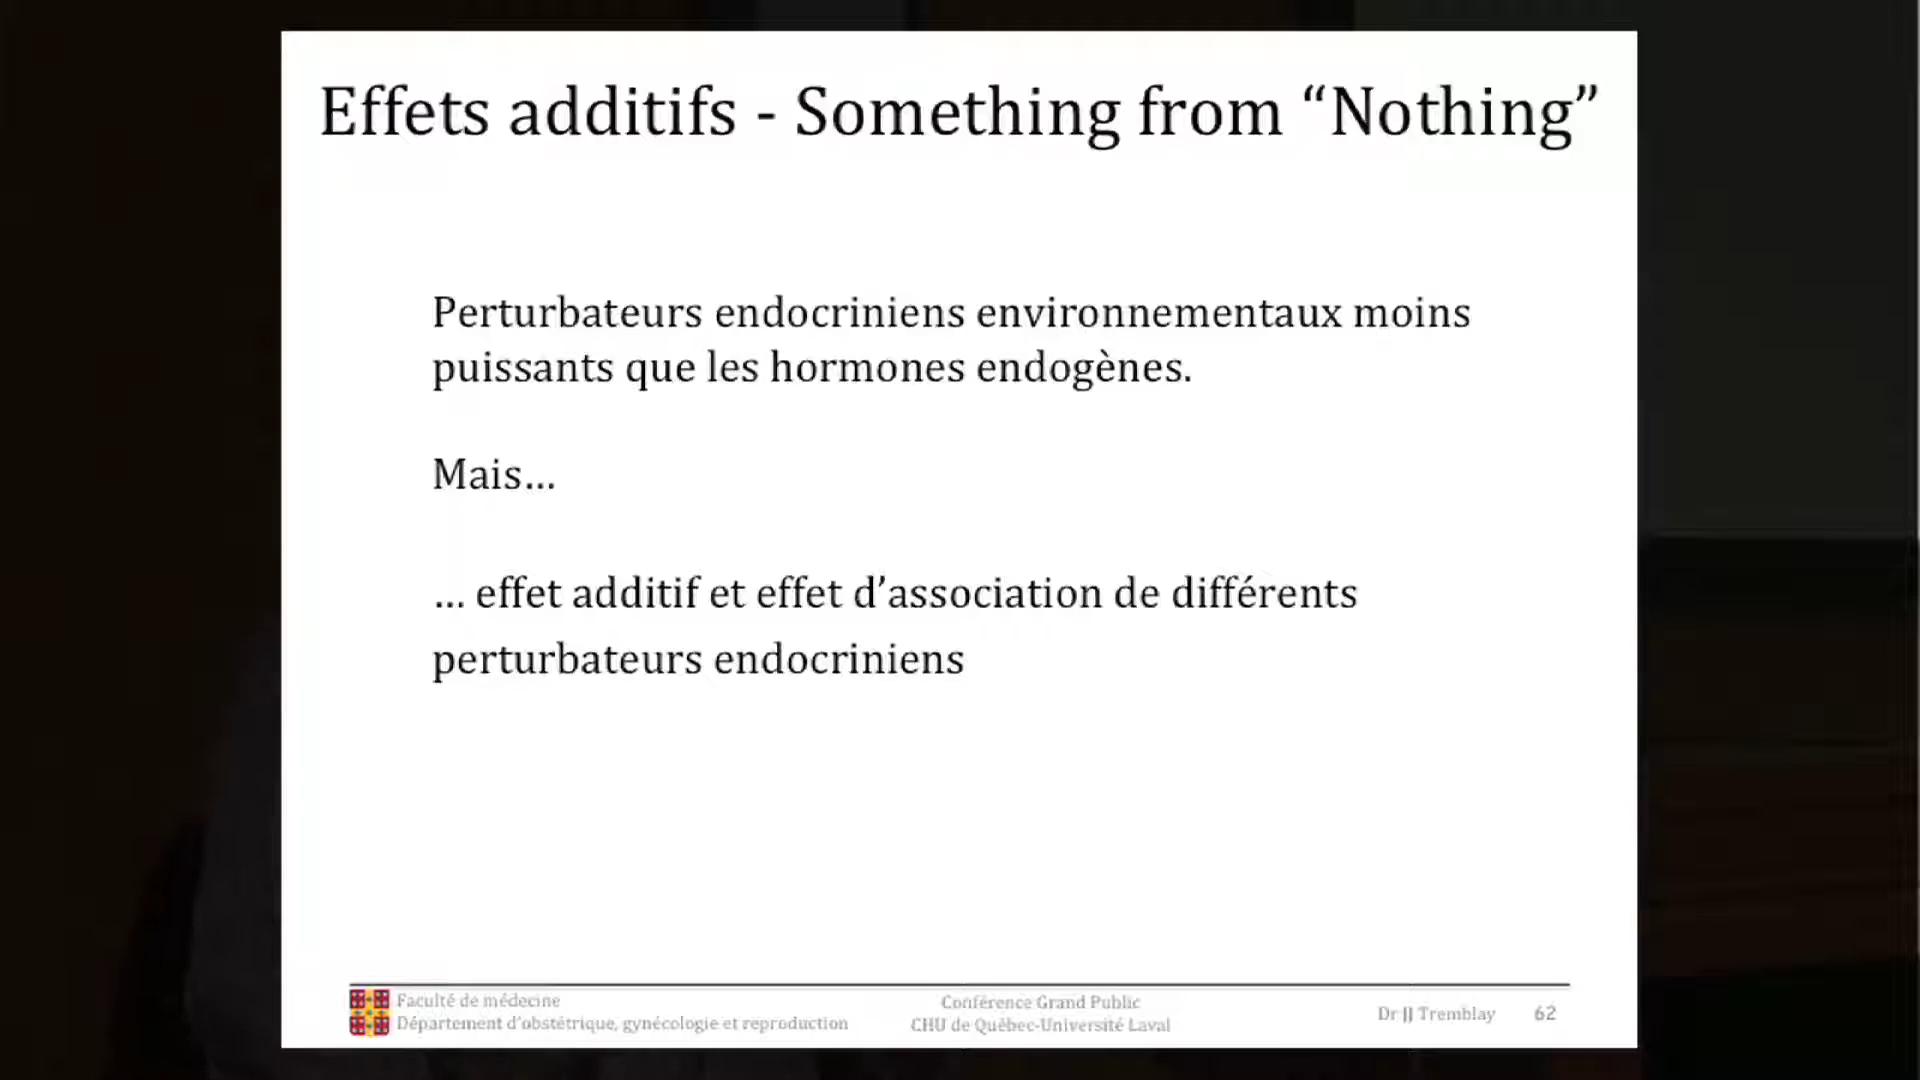 Effets additifs - Something from “Nothing”
Perturbateurs endocriniens environnementaux moins
puissants que les hormones endogènes.
Mais…
… effet additif et effet d’association de différents
perturbateurs endocriniens
Faculté de médecine
Département d’obstétrique, gynécologie et reproduction
Conférence Grand Public
CHU de Québec-Université Laval
Dr JJ Tremblay 62